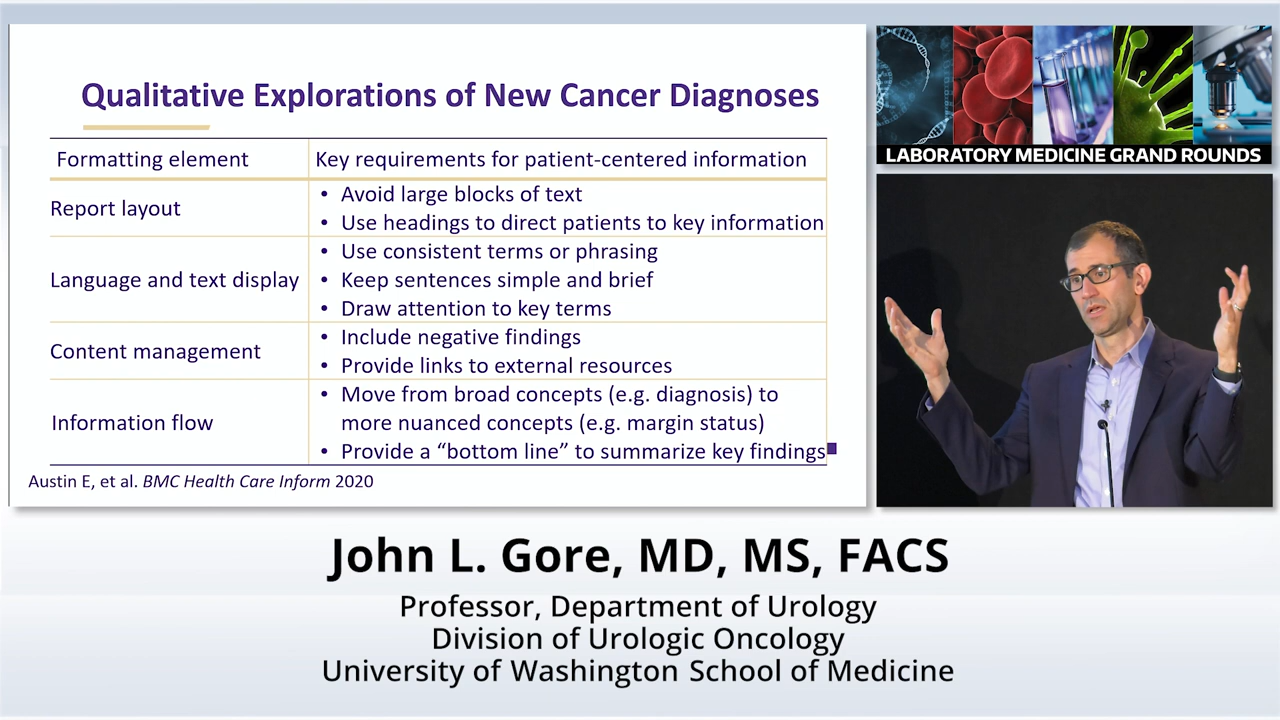 Qualitative Explorations of New Cancer Diagnoses
Formatting element
Key requirements for patient-centered information
Report layout
• Avoid large blocks of text
• Use headings to direct patients to key information
Language and text display
• Use consistent terms or phrasing
• Keep sentences simple and brief
• Draw attention to key terms
Content management
• Include negative findings
• Provide links to external resources
Information flow
• Move from broad concepts (e.g. diagnosis) to
more nuanced concepts (e.g. margin status)
• Provide a “bottom line” to summarize key findings
Austin E, et al. BMC Health Care Inform 2020
LABORATORY MEDICINE GRAND ROUNDS
John L. Gore, MD, MS, FACS
Professor, Department of Urology
Division of Urologic Oncology
University of Washington School of Medicine